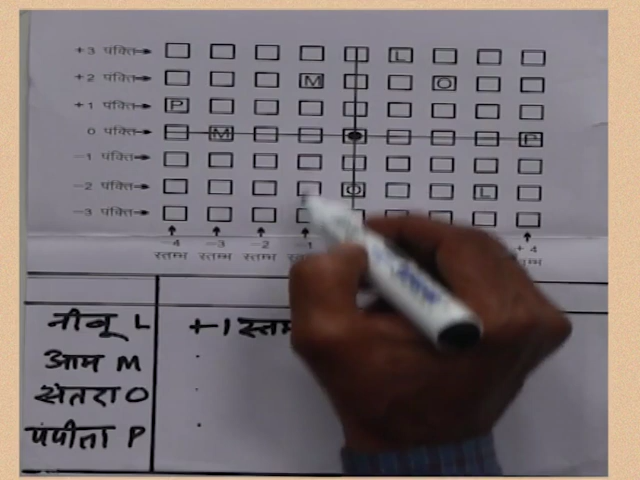 +3 पंक्ति→ L
+2 पंक्ति→ M O
+1 पंक्ति→ P
0 पंक्ति→ M P
−1 पंक्ति→
−2 पंक्ति→ O L
−3 पंक्ति→
−4 −3 −2 −1 +4
स्तम्भ स्तम्भ स्तम्भ
नीबू L +1 स्तम
आम M
संतरा O
पपीता P